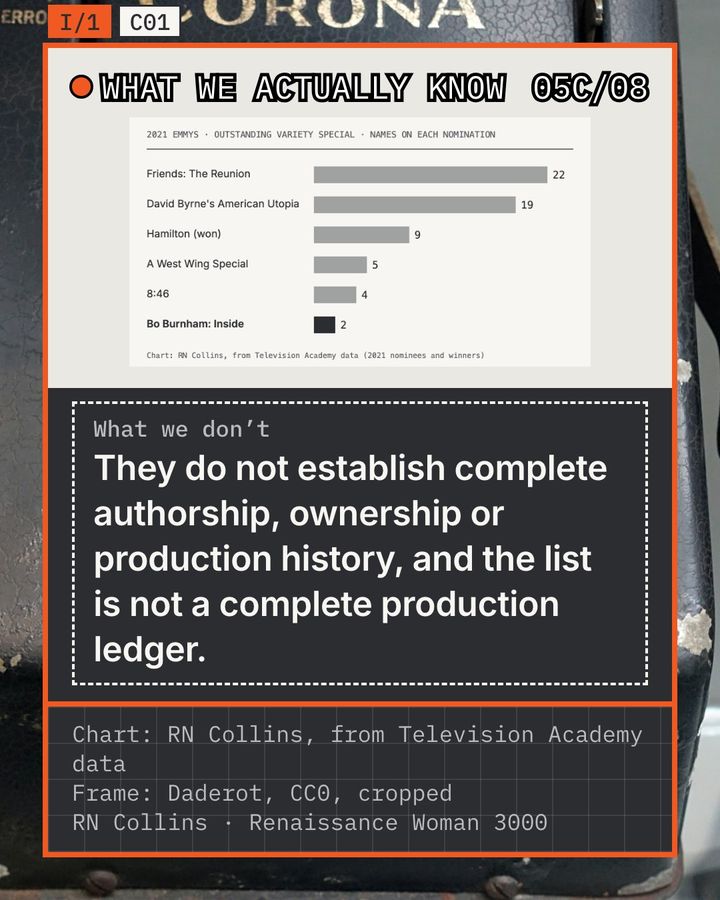 CORONA
I/1 C01
WHAT WE ACTUALLY KNOW 05C/08
2021 EMMYS · OUTSTANDING VARIETY SPECIAL · NAMES ON EACH NOMINATION
Friends: The Reunion 22
David Byrne's American Utopia 19
Hamilton (won) 9
A West Wing Special 5
8:46 4
Bo Burnham: Inside 2
Chart: RN Collins, from Television Academy data (2021 nominees and winners)
What we don’t
They do not establish complete
authorship, ownership or
production history, and the list
is not a complete production
ledger.
Chart: RN Collins, from Television Academy
data
Frame: Daderot, CC0, cropped
RN Collins · Renaissance Woman 3000